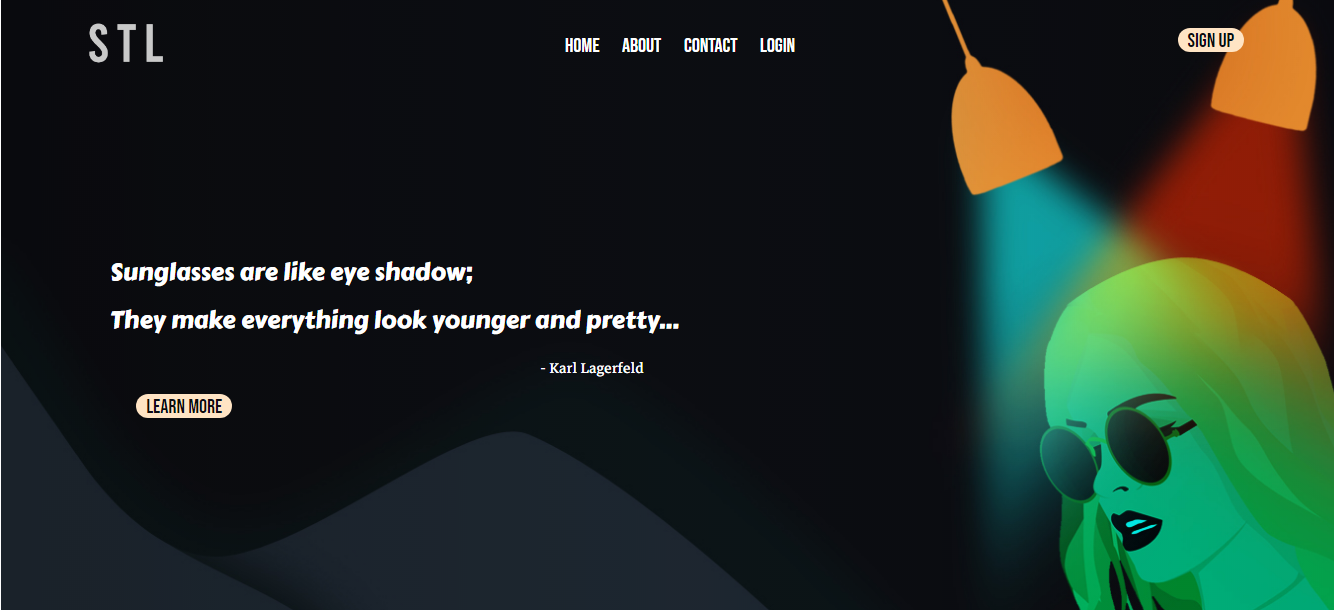 STL
HOME ABOUT CONTACT LOGIN
SIGN UP
Sunglasses are like eye shadow;
They make everything look younger and pretty...
- Karl Lagerfeld
LEARN MORE